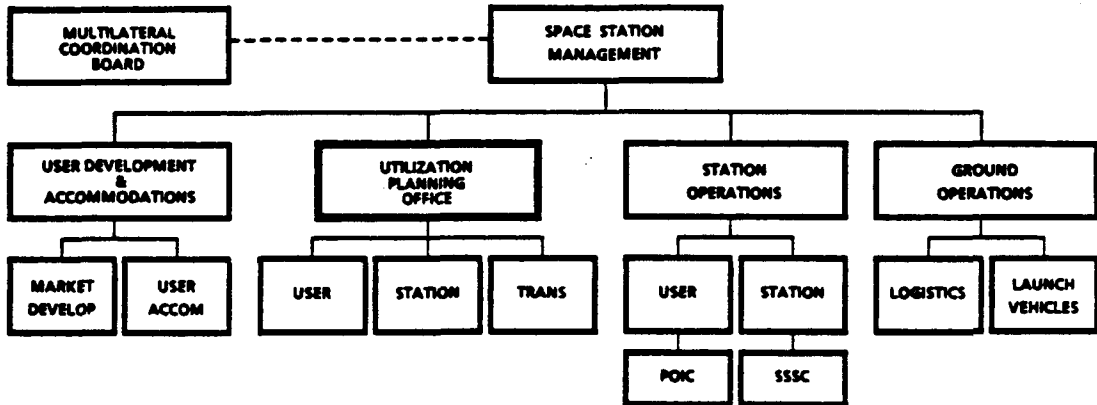 MULTILATERAL
COORDINATION
BOARD
SPACE STATION
MANAGEMENT
USER DEVELOPMENT
&
ACCOMMODATIONS
UTILIZATION
PLANNING
OFFICE
STATION
OPERATIONS
GROUND
OPERATIONS
MARKET
DEVELOP
USER
ACCOM
USER
STATION
TRANS
USER
STATION
LOGISTICS
LAUNCH
VEHICLES
POIC
SSSC